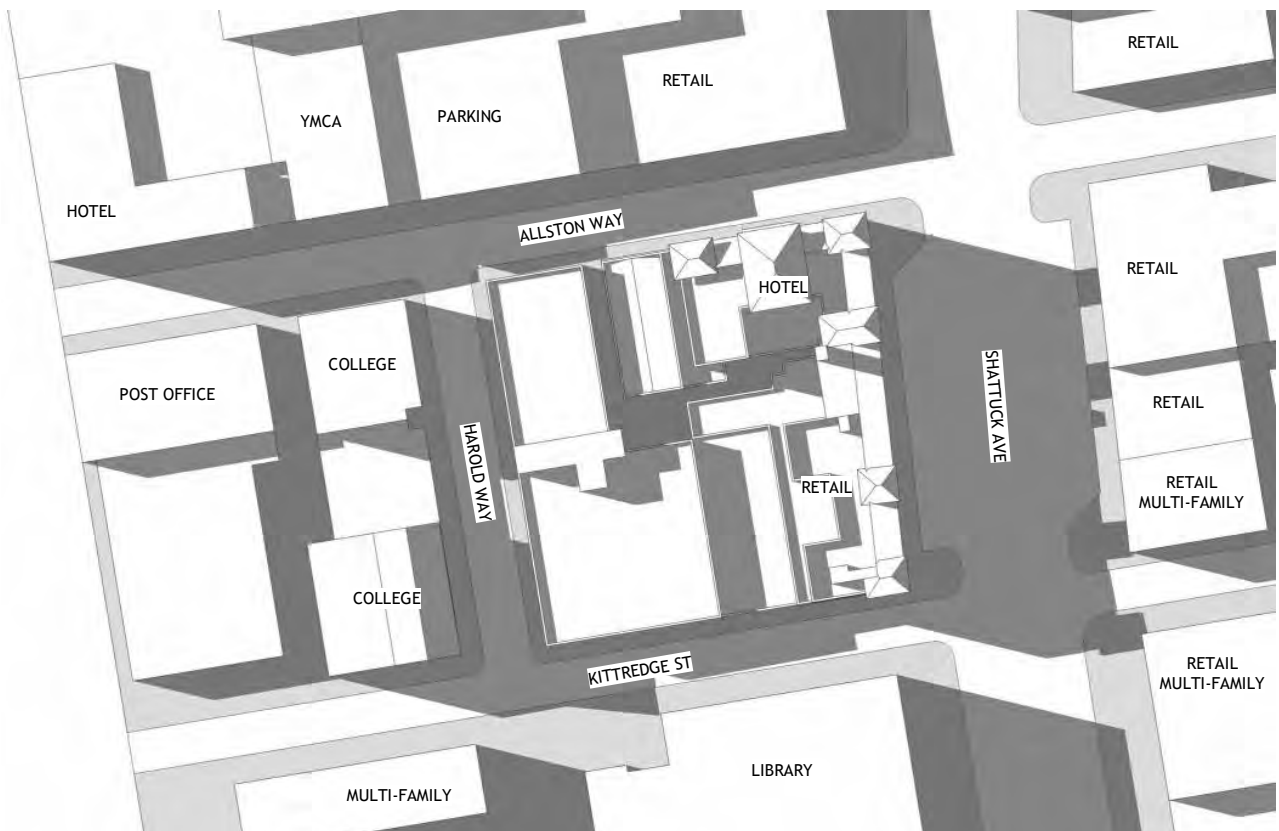 RETAIL
RETAIL
PARKING
YMCA
HOTEL
ALLSTON WAY
RETAIL
HOTEL
SHATTUCK AVE
COLLEGE
POST OFFICE
RETAIL
HAROLD WAY
RETAIL
RETAIL
MULTI-FAMILY
COLLEGE
KITTREDGE ST
RETAIL
MULTI-FAMILY
LIBRARY
MULTI-FAMILY